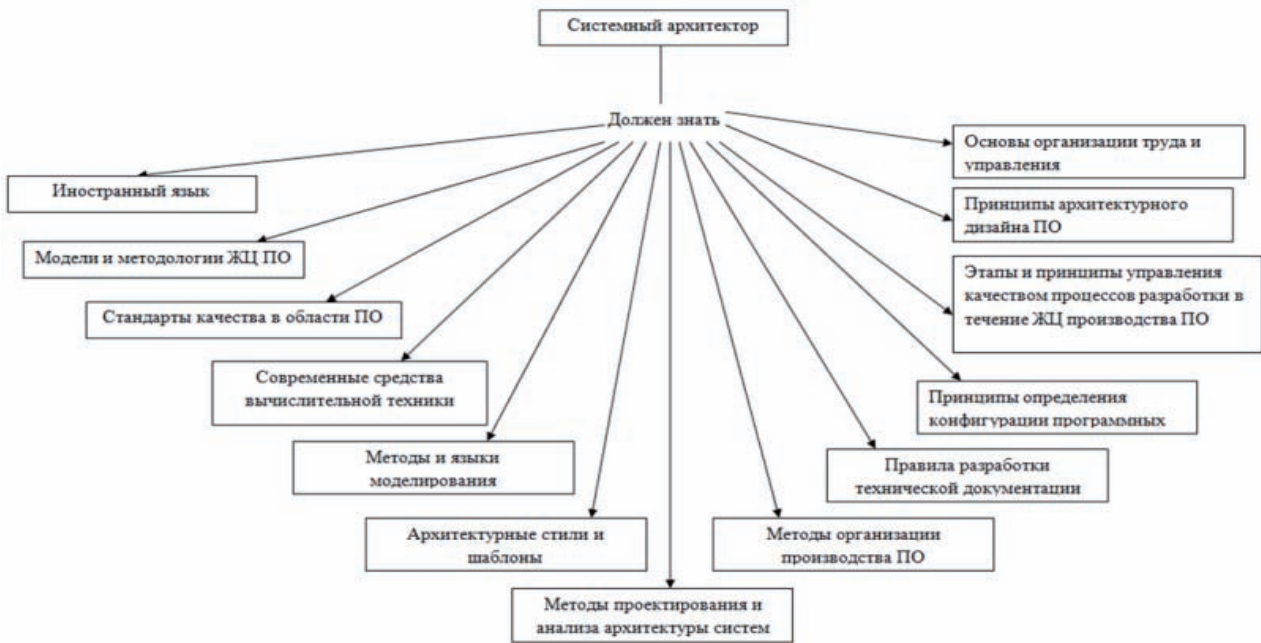 Системный архитектор
Должен знать
Основы организации труда и
управления
Иностранный язык
Принципы архитектурного
дизайна ПО
Модели и методологии ЖЦ ПО
Этапы и принципы управления
качеством процессов разработки в
течение ЖЦ производства ПО
Стандарты качества в области ПО
Современные средства
вычислительной техники
Принципы определения
конфигурации программных
Методы и языки
моделирования
Правила разработки
технической документации
Архитектурные стили и
шаблоны
Методы организации
производства ПО
Методы проектирования и
анализа архитектуры систем